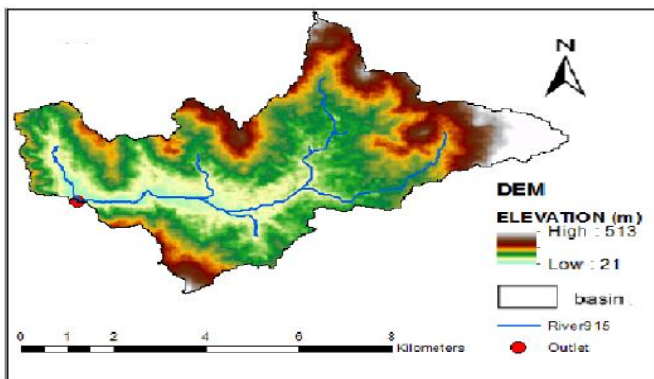 N
DEM
ELEVATION (m)
High : 513
Low : 21
basin .
River915
Outlet
0 1 2 4 6 8
Kilometers